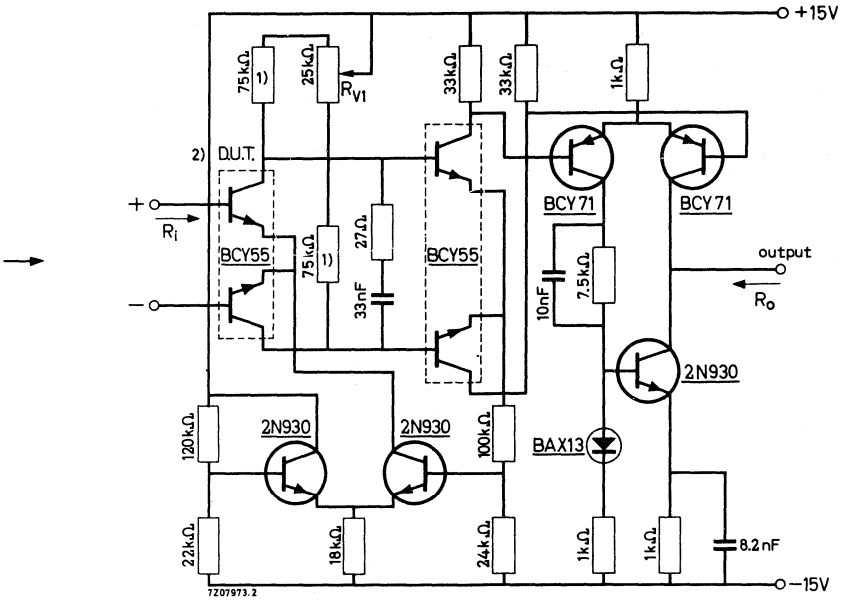 +15V
75kΩ
1)
25kΩ
RV1
33kΩ
33kΩ
1kΩ
2) D.U.T.
+
Ri
BCY55
75kΩ
1)
27Ω
33nF
BCY55
BCY71
BCY71
10nF
7.5kΩ
output
Ro
−
2N930
120kΩ
2N930
2N930
100kΩ
BAX13
22kΩ
18kΩ
24kΩ
1kΩ
1kΩ
8.2nF
7Z07973.2
−15V